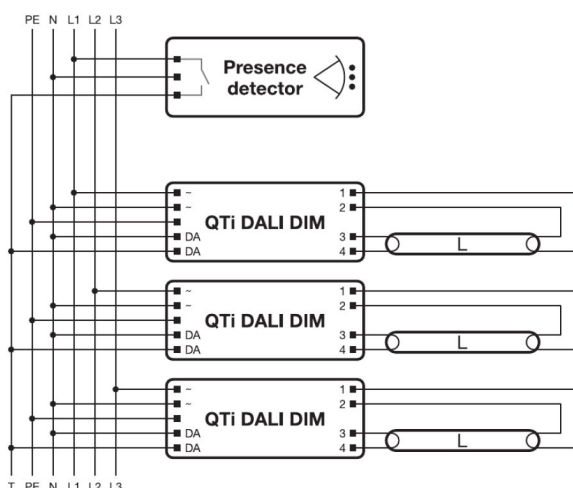 PE N L1 L2 L3
Presence
detector
~ 1
~ 2
QTi DALI DIM
DA 3 L
DA 4
~ 1
~ 2
QTi DALI DIM
DA 3 L
DA 4
~ 1
~ 2
QTi DALI DIM
DA 3 L
DA 4
T PE N L1 L2 L3